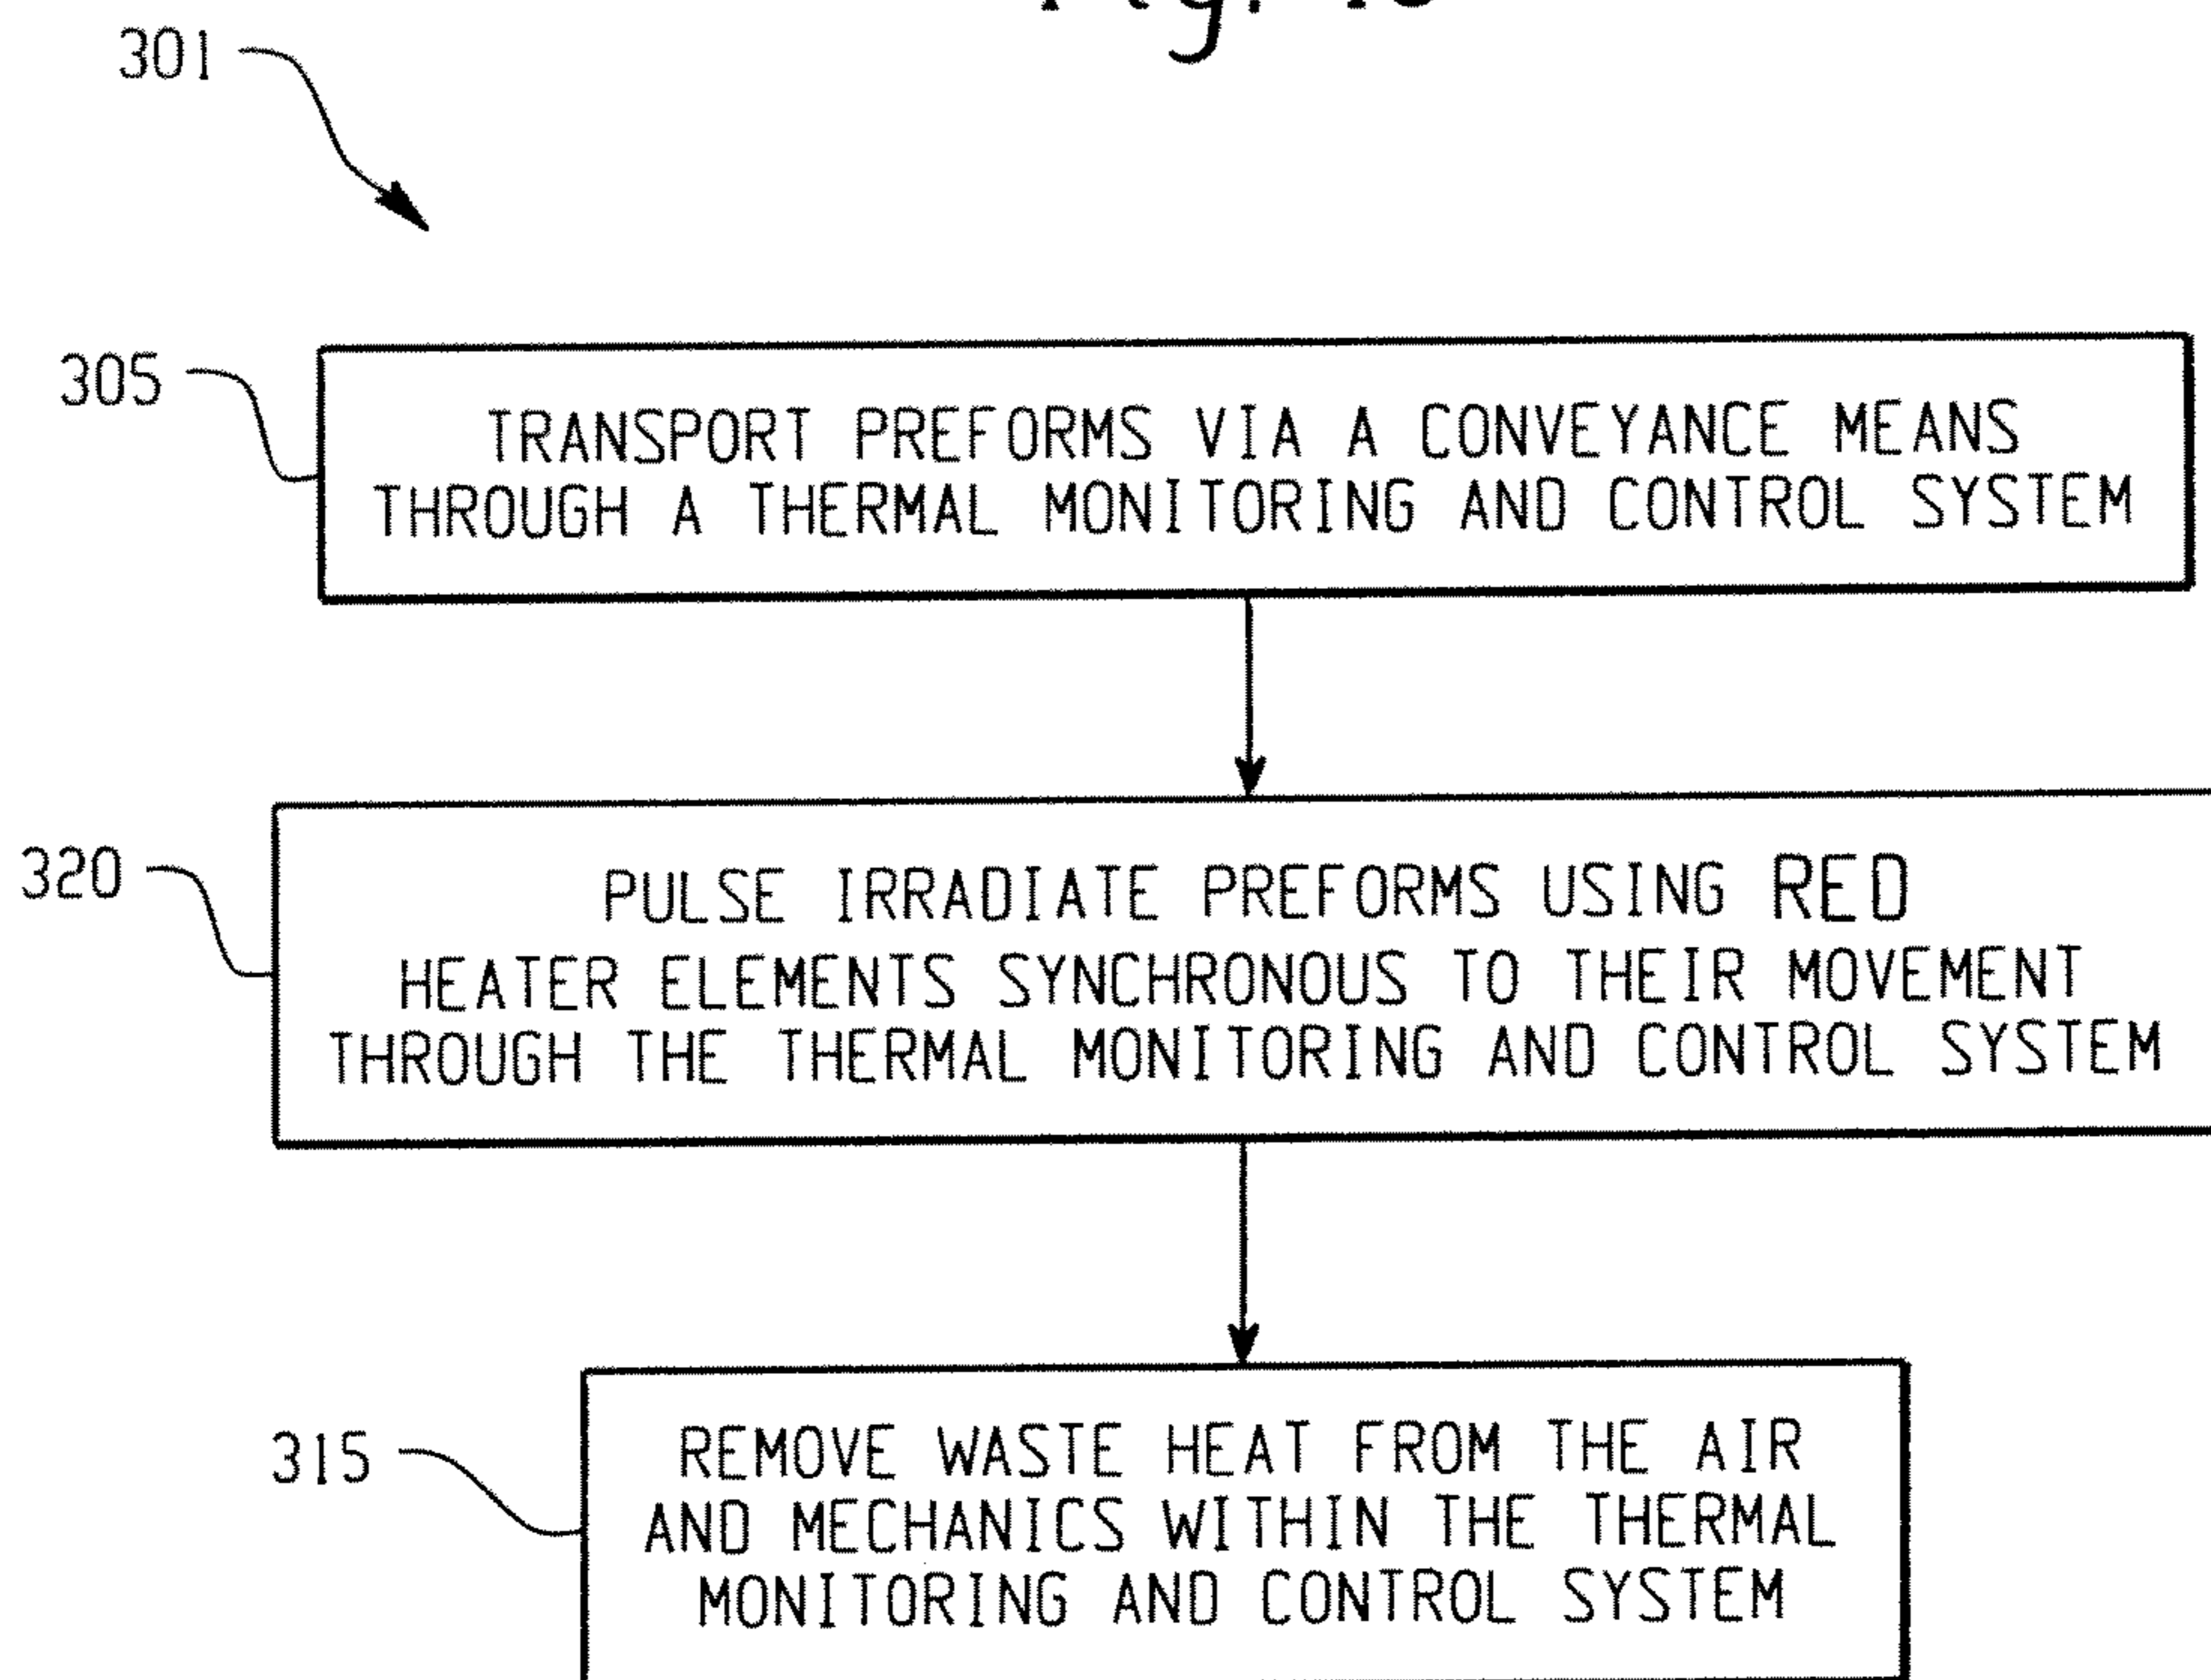 301
305
TRANSPORT PREFORMS VIA A CONVEYANCE MEANS
THROUGH A THERMAL MONITORING AND CONTROL SYSTEM
320
PULSE IRRADIATE PREFORMS USING RED
HEATER ELEMENTS SYNCHRONOUS TO THEIR MOVEMENT
THROUGH THE THERMAL MONITORING AND CONTROL SYSTEM
315
REMOVE WASTE HEAT FROM THE AIR
AND MECHANICS WITHIN THE THERMAL
MONITORING AND CONTROL SYSTEM